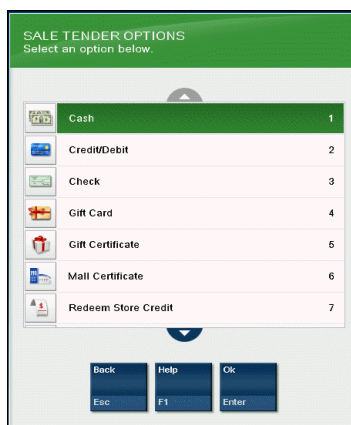 SALE TENDER OPTIONS
Select an option below.
Cash 1
Credit/Debit 2
Check 3
Gift Card 4
Gift Certificate 5
Mall Certificate 6
Redeem Store Credit 7
Back Help Ok
Esc F1 Enter